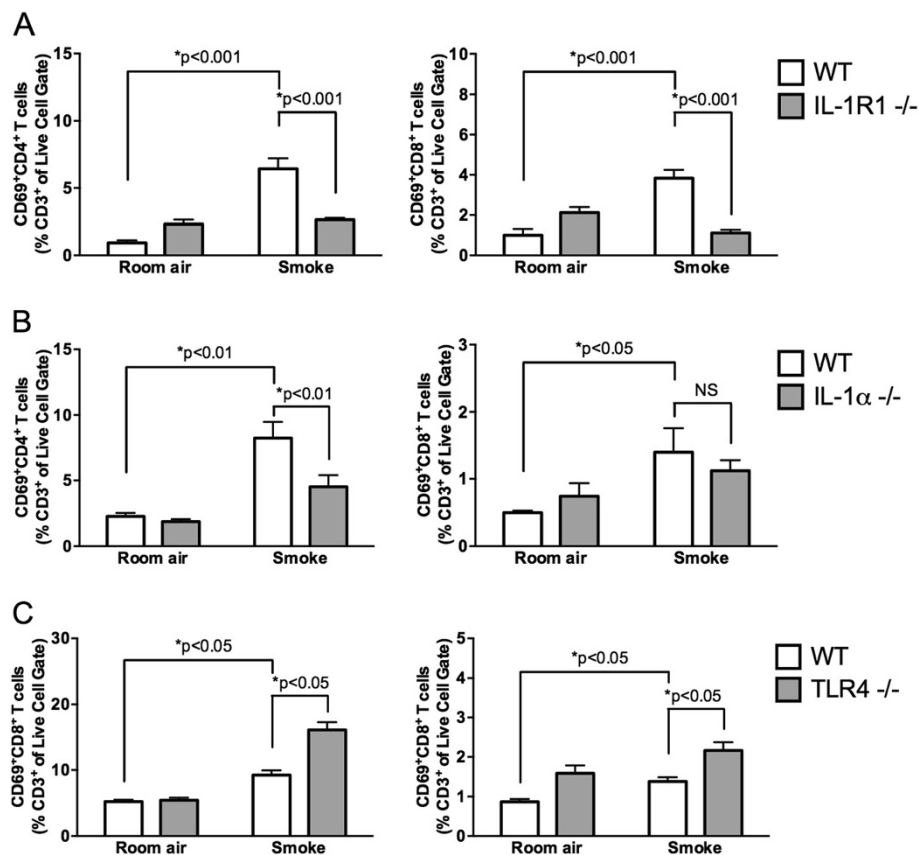 A
CD69⁺CD4⁺ T cells
(% CD3⁺ of Live Cell Gate)
15
10
5
0
*p<0.001
*p<0.001
Room air
Smoke
CD69⁺CD8⁺ T cells
(% CD3⁺ of Live Cell Gate)
10
8
6
4
2
0
*p<0.001
*p<0.001
Room air
Smoke
WT
IL-1R1 -/-
B
CD69⁺CD4⁺ T cells
(% CD3⁺ of Live Cell Gate)
15
10
5
0
*p<0.01
*p<0.01
Room air
Smoke
CD69⁺CD8⁺ T cells
(% CD3⁺ of Live Cell Gate)
3
2
1
0
*p<0.05
NS
Room air
Smoke
WT
IL-1α -/-
C
CD69⁺CD8⁺ T cells
(% CD3⁺ of Live Cell Gate)
30
20
10
0
*p<0.05
*p<0.05
Room air
Smoke
CD69⁺CD8⁺ T cells
(% CD3⁺ of Live Cell Gate)
5
4
3
2
1
0
*p<0.05
*p<0.05
Room air
Smoke
WT
TLR4 -/-